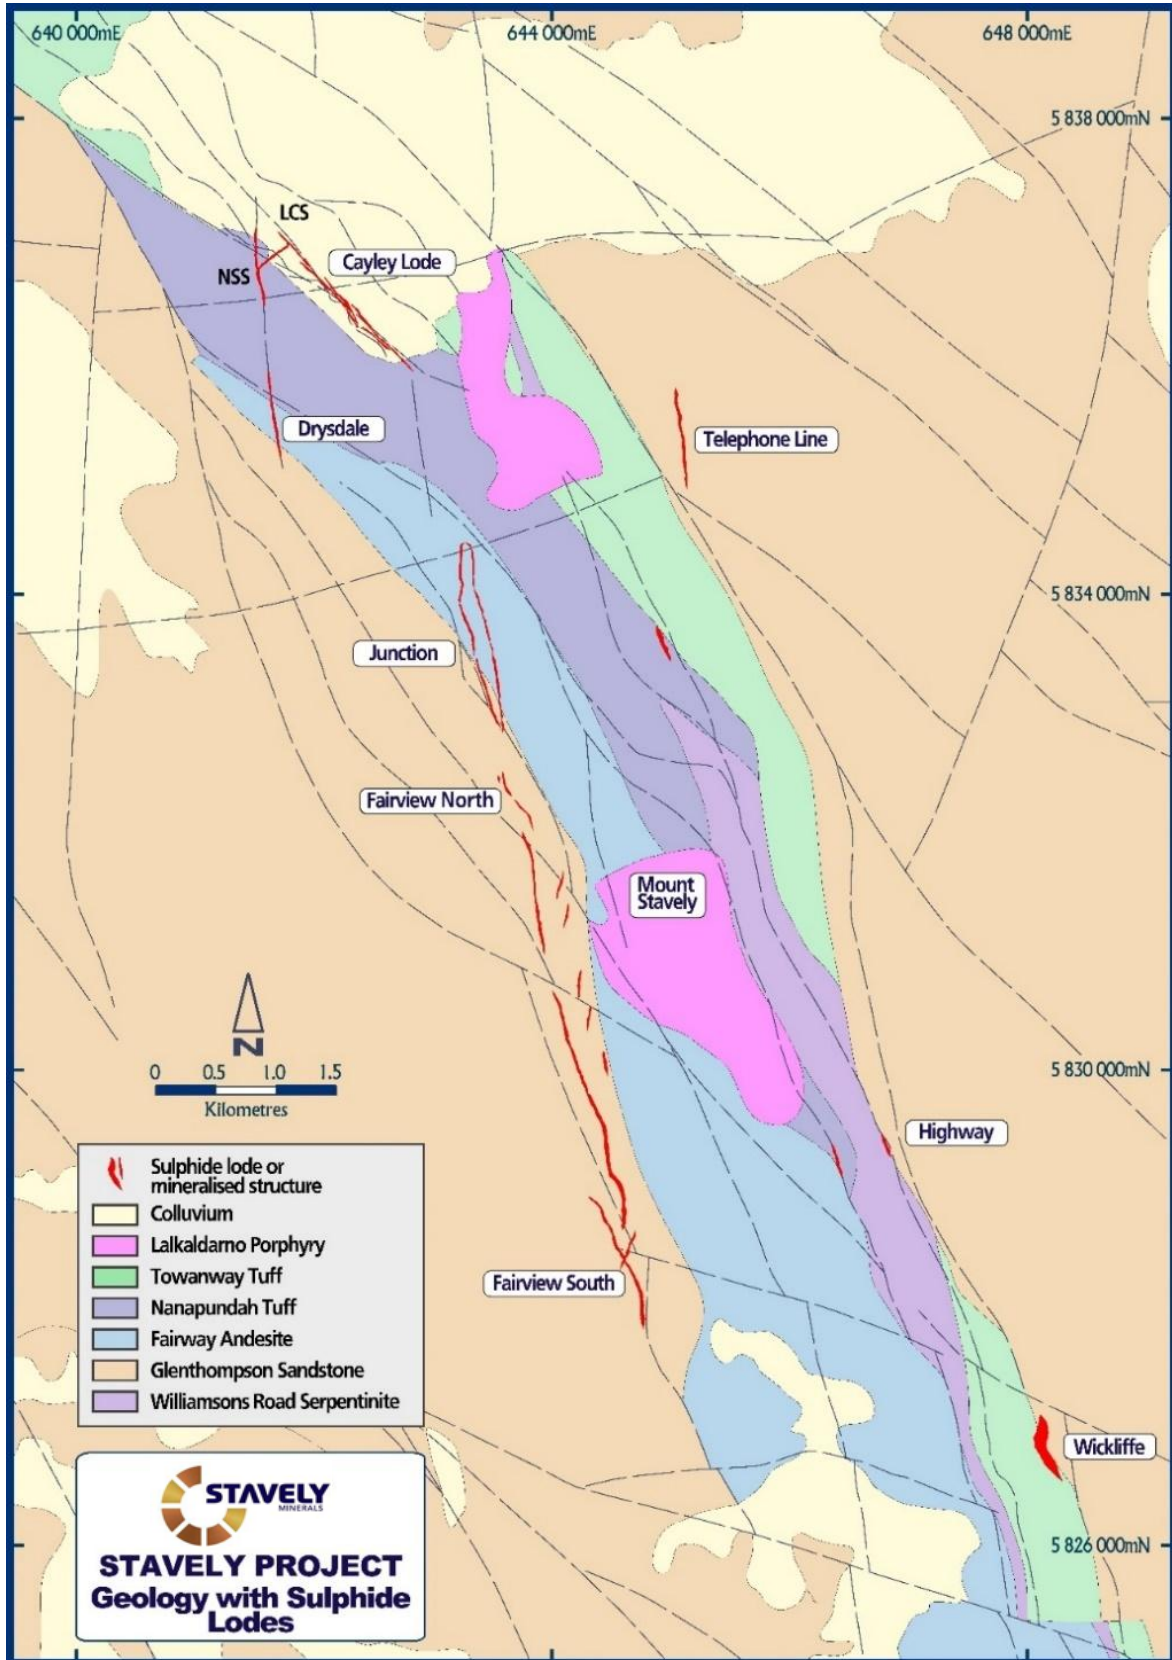 640 000mE
644 000mE
648 000mE
5 838 000mN
LCS
Cayley Lode
NSS
Drysdale
Telephone Line
5 834 000mN
Junction
Fairview North
Mount
Stavely
N
0 0.5 1.0 1.5
Kilometres
5 830 000mN
Highway
Sulphide lode or
mineralised structure
Colluvium
Lalkaldarno Porphyry
Towanway Tuff
Nanapundah Tuff
Fairway Andesite
Glenthompson Sandstone
Williamsons Road Serpentinite
Fairview South
Wickliffe
STAVELY
MINERALS
STAVELY PROJECT
Geology with Sulphide
Lodes
5 826 000mN